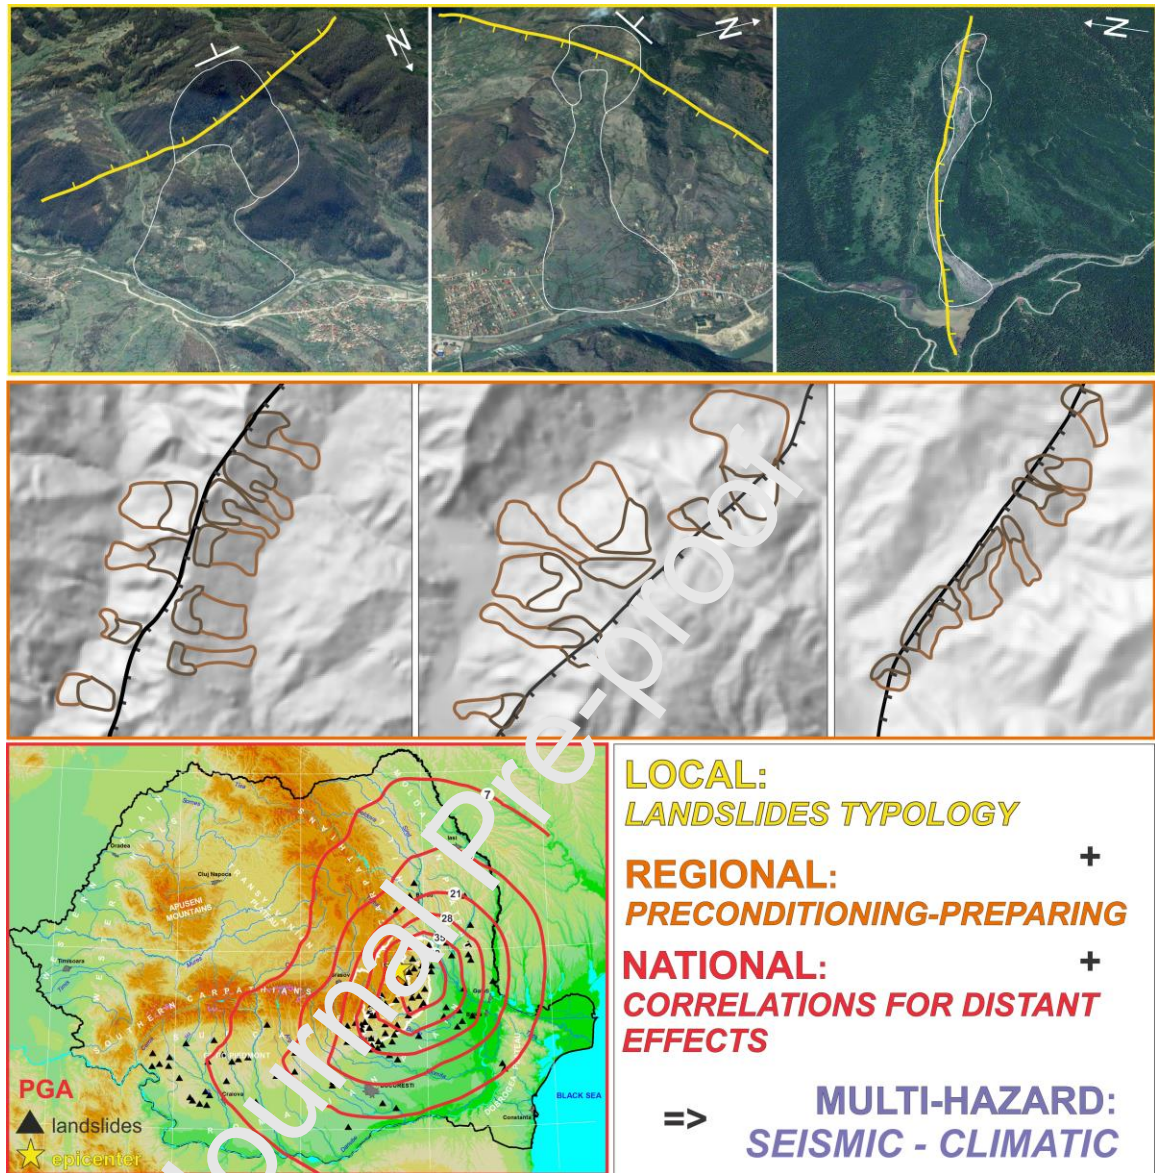 N
N
N
7
21
28
35
Oradea
Cluj Napoca
APUSENI
MOUNTAINS
Iasi
Timisoara
Mures
SOUTHERN CARPATHIANS
Craiova
BUCURESTI
Constanta
BLACK SEA
PGA
landslides
epicenter
LOCAL:
LANDSLIDES TYPOLOGY
+
REGIONAL:
PRECONDITIONING-PREPARING
+
NATIONAL:
CORRELATIONS FOR DISTANT
EFFECTS
=> MULTI-HAZARD:
SEISMIC - CLIMATIC
Journal Pre-proof